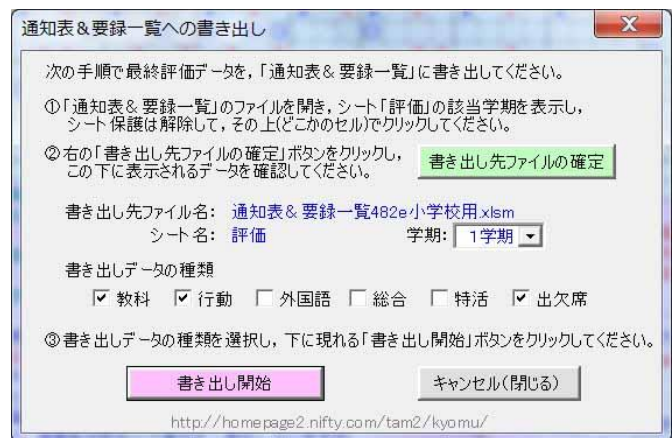 通知表＆要録一覧への書き出し
次の手順で最終評価データを，「通知表＆要録一覧」に書き出してください。
①「通知表＆要録一覧」のファイルを開き，シート「評価」の該当学期を表示し，
シート保護は解除して，その上(どこかのセル)でクリックしてください。
②右の「書き出し先ファイルの確定」ボタンをクリックし，
この下に表示されるデータを確認してください。
書き出し先ファイルの確定
書き出し先ファイル名： 通知表＆要録一覧482e小学校用.xlsm
シート名： 評価 学期： 1学期
書き出しデータの種類
教科 行動 外国語 総合 特活 出欠席
③書き出しデータの種類を選択し，下に現れる「書き出し開始」ボタンをクリックしてください。
書き出し開始 キャンセル(閉じる)
http://homepage2.nifty.com/tam2/kyomu/